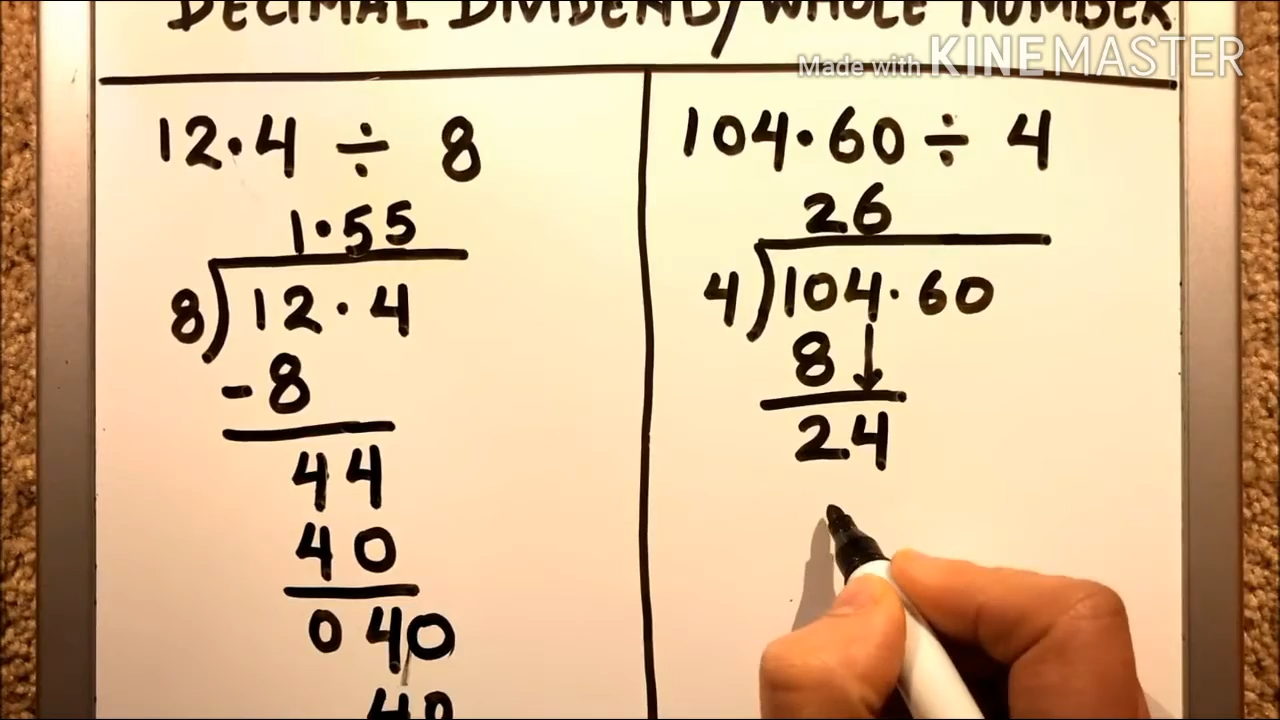 DECIMAL DIVIDEND/WHOLE NUMBER
Made with KINEMASTER
12.4 ÷ 8
1.55
8)12.4
-8
44
40
040
40
104.60 ÷ 4
26
4)104.60
8↓
24